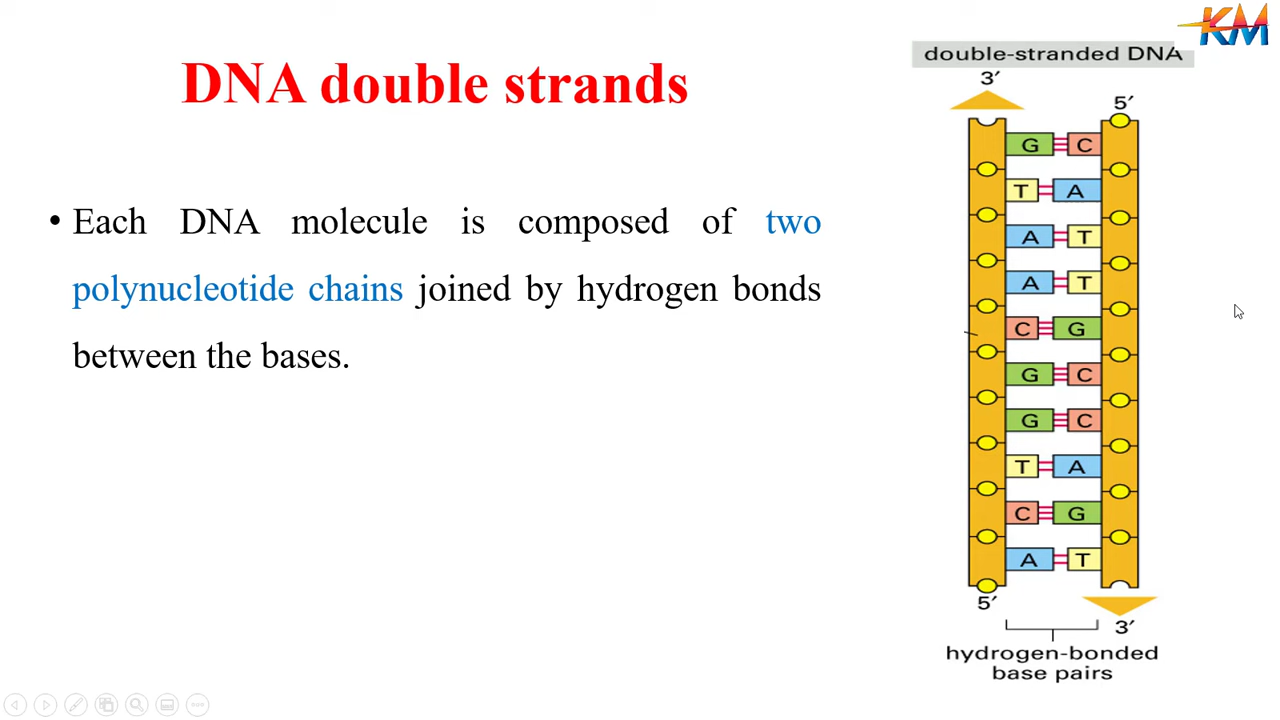 KM
DNA double strands
• Each DNA molecule is composed of two
polynucleotide chains joined by hydrogen bonds
between the bases.
double-stranded DNA
3′
5′
G C
T A
A T
A T
C G
G C
G C
T A
C G
A T
5′
3′
hydrogen-bonded
base pairs